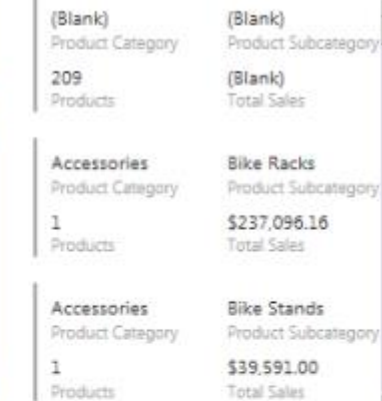 (Blank) (Blank)
Product Category Product Subcategory
209 (Blank)
Products Total Sales
Accessories Bike Racks
Product Category Product Subcategory
1 $237,096.16
Products Total Sales
Accessories Bike Stands
Product Category Product Subcategory
1 $39,591.00
Products Total Sales